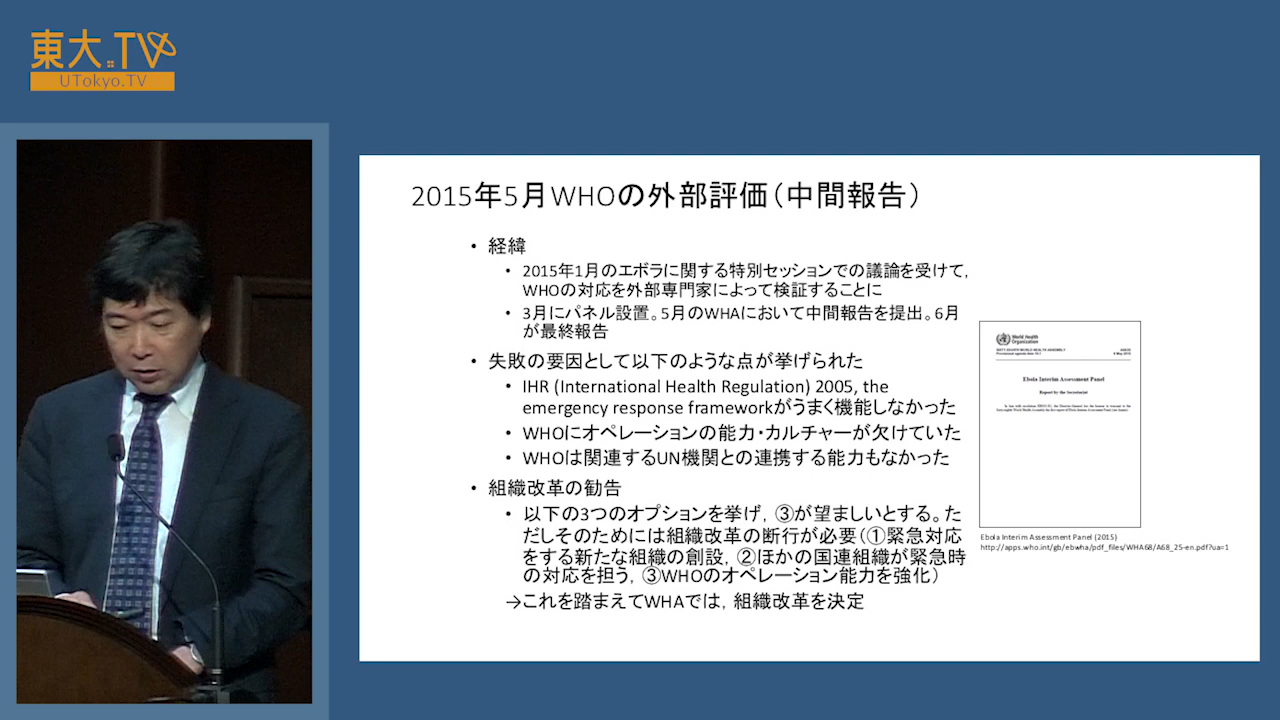 東大.TV
UTokyo.TV
2015年5月WHOの外部評価（中間報告）
• 経緯
• 2015年1月のエボラに関する特別セッションでの議論を受けて,
WHOの対応を外部専門家によって検証することに
• 3月にパネル設置。5月のWHAにおいて中間報告を提出。6月
が最終報告
• 失敗の要因として以下のような点が挙げられた
• IHR (International Health Regulation) 2005, the
emergency response frameworkがうまく機能しなかった
• WHOにオペレーションの能力・カルチャーが欠けていた
• WHOは関連するUN機関との連携する能力もなかった
• 組織改革の勧告
• 以下の3つのオプションを挙げ, ③が望ましいとする。た
だしそのためには組織改革の断行が必要（①緊急対応
をする新たな組織の創設, ②ほかの国連組織が緊急時
の対応を担う, ③WHOのオペレーション能力を強化）
→これを踏まえてWHAでは, 組織改革を決定
World Health
Organization
Ebola Interim Assessment Panel
Report by the Secretariat
Ebola Interim Assessment Panel (2015)
http://apps.who.int/gb/ebwha/pdf_files/WHA68/A68_25-en.pdf?ua=1